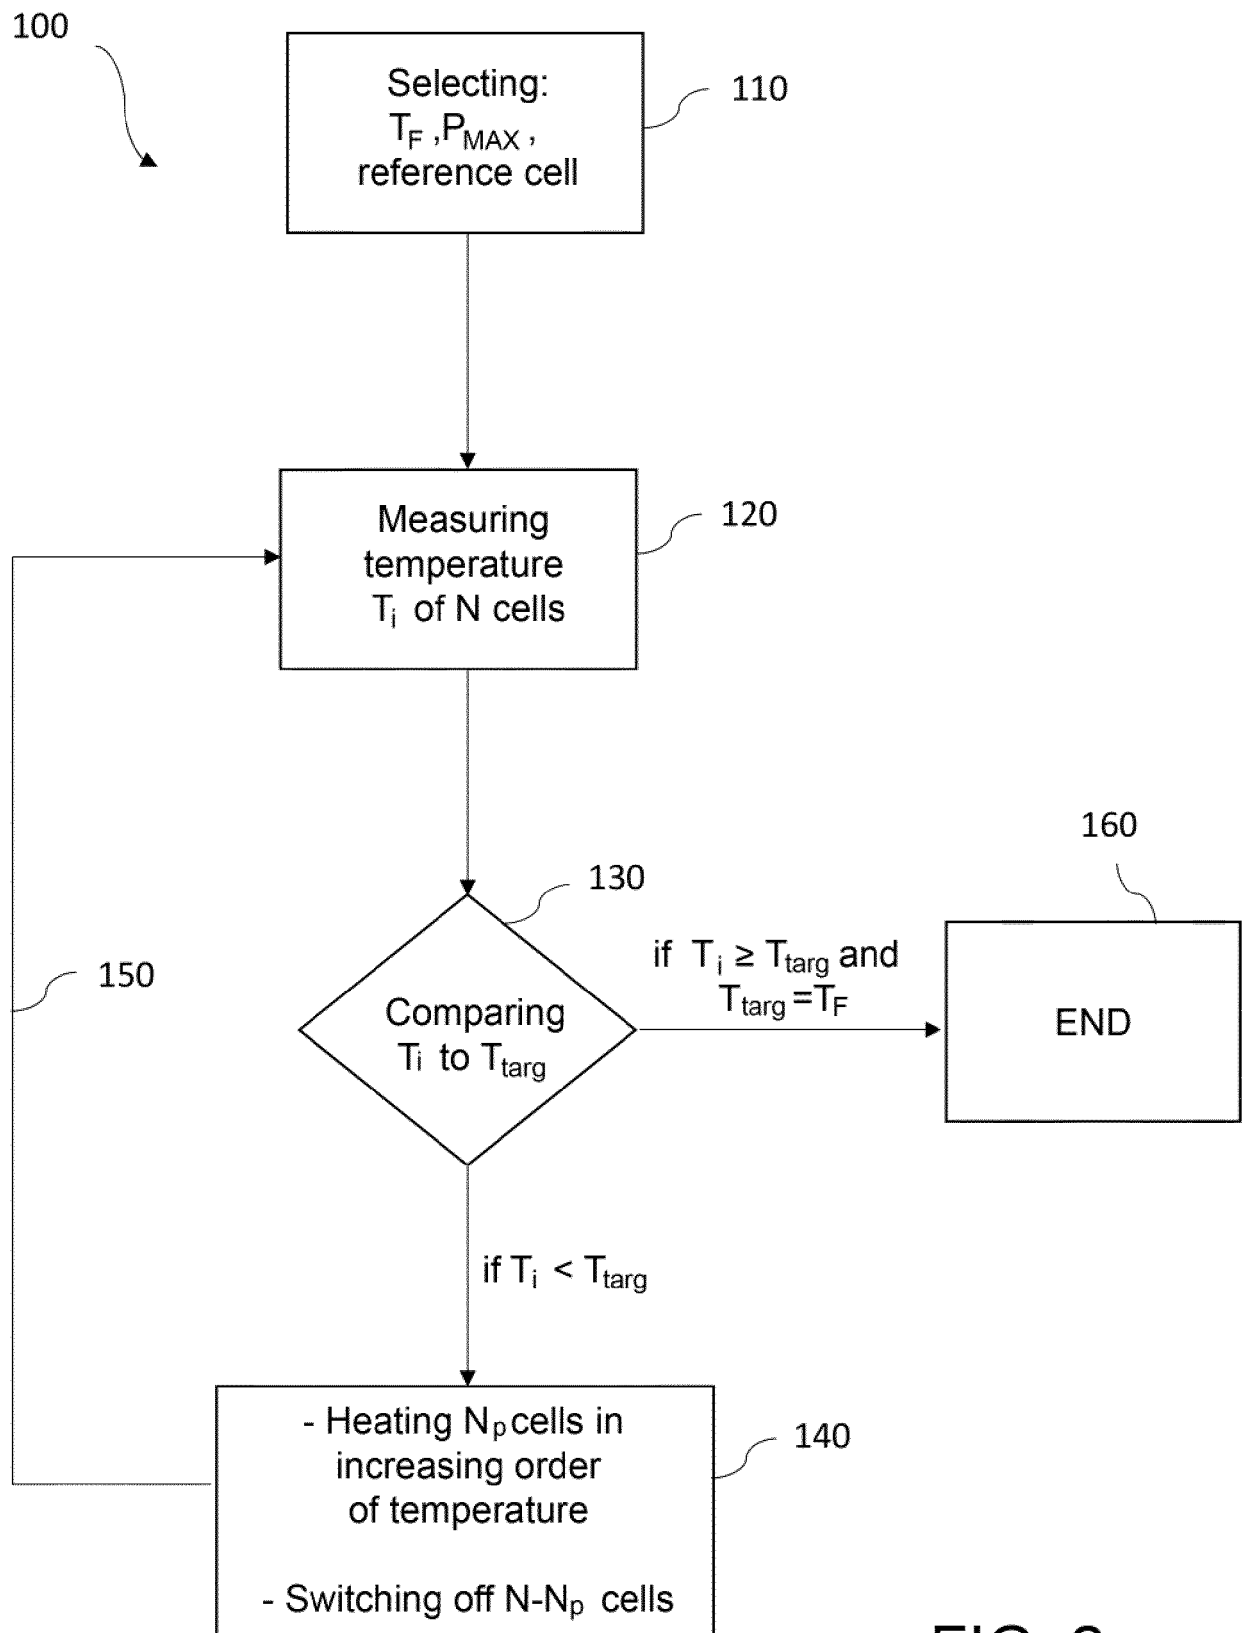 100
Selecting:
T_F ,P_MAX ,
reference cell
110
Measuring
temperature
T_i of N cells
120
130
160
150
Comparing
Ti to T_targ
if T_i ≥ T_targ and
T_targ =T_F
END
if T_i < T_targ
- Heating N_p cells in
increasing order
of temperature
- Switching off N-N_p cells
140